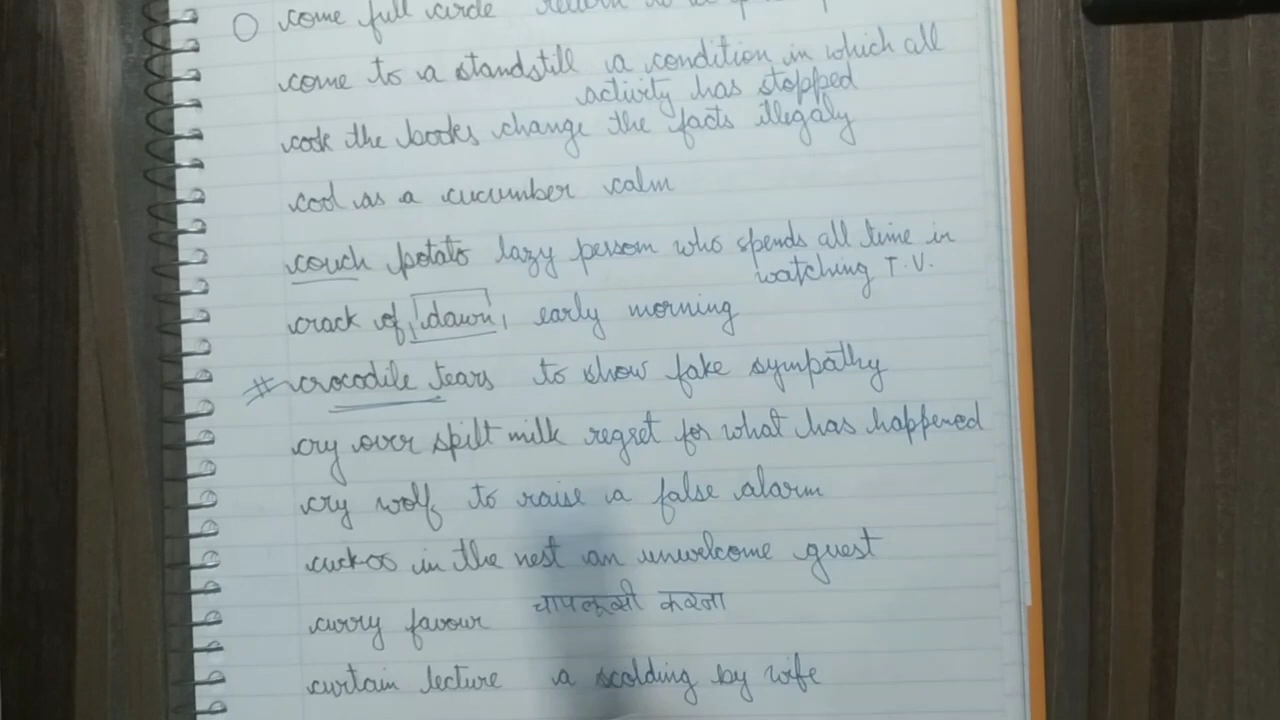 come full circle
come to a standstill a condition in which all
activity has stopped
cook the books change the facts illegaly
cool as a cucumber calm
couch potato lazy person who spends all time in
watching T.V.
crack of dawn early morning
# crocodile tears to show fake sympathy
cry over spilt milk regret for what has happened
cry wolf to raise a false alarm
cuckoo in the nest an unwelcome guest
चापलूसी करना
curry favour
curtain lecture a scolding by wife